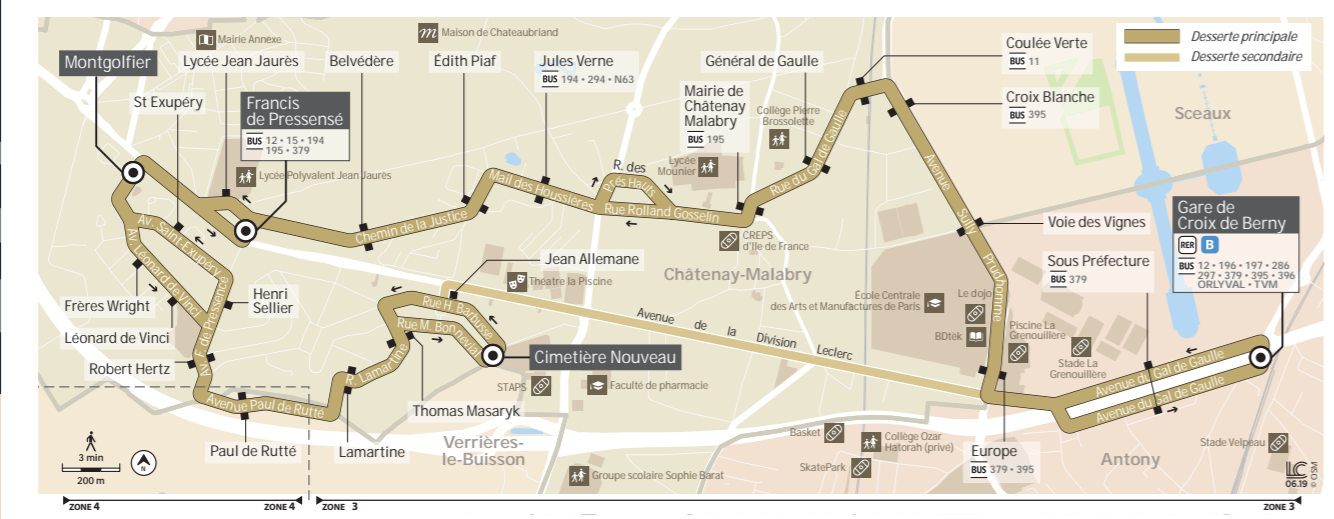 Mairie Annexe
Maison de Chateaubriand
Montgolfier
Lycée Jean Jaurès
Belvédère
Édith Piaf
Jules Verne
BUS 194 • 294 • N63
Général de Gaulle
Coulée Verte
BUS 11
Desserte principale
Desserte secondaire
St Exupéry
Francis
de Pressensé
BUS 12 • 15 • 194
195 • 379
Mairie de
Châtenay
Malabry
BUS 195
Collège Pierre
Brossolette
Croix Blanche
BUS 395
Sceaux
Lycée Polyvalent Jean Jaurès
R. des
Prés Hauts
Lycée
Mounier
Rue du Gal de Gaulle
Avenue
Sully
Prudhomme
Mail des Houssières
Rue Rolland Gosselin
Chemin de la Justice
CREPS
d'Ile de France
Voie des Vignes
Gare de
Croix de Berny
RER B
BUS 12 • 196 • 197 • 286
297 • 379 • 395 • 396
ORLYVAL • TVM
Av. Saint-Exupéry
Av. Léonard de Vinci
Av. F. de Pressencé
Jean Allemane
Théatre la Piscine
Châtenay-Malabry
Sous Préfecture
BUS 379
Frères Wright
Henri
Sellier
Léonard de Vinci
Robert Hertz
Rue H. Barbusse
Rue M. Bonnevial
R. Lamartine
Cimetière Nouveau
Avenue de la Division Leclerc
École Centrale
des Arts et Manufactures de Paris
Le dojo
BDtèk
Piscine La
Grenouillère
Stade La
Grenouillère
Avenue du Gal de Gaulle
Avenue du Gal de Gaulle
STAPS
Faculté de pharmacie
Avenue Paul de Rutté
Thomas Masaryk
Paul de Rutté
Lamartine
Verrières-
le-Buisson
Groupe scolaire Sophie Barat
Basket
SkatePark
Collège Ozar
Hatorah (privé)
Europe
BUS 379 • 395
Antony
Stade Velpeau
3 min
200 m
N
LC
06.19
© OSM
ZONE 4
ZONE 4
ZONE 3
ZONE 3